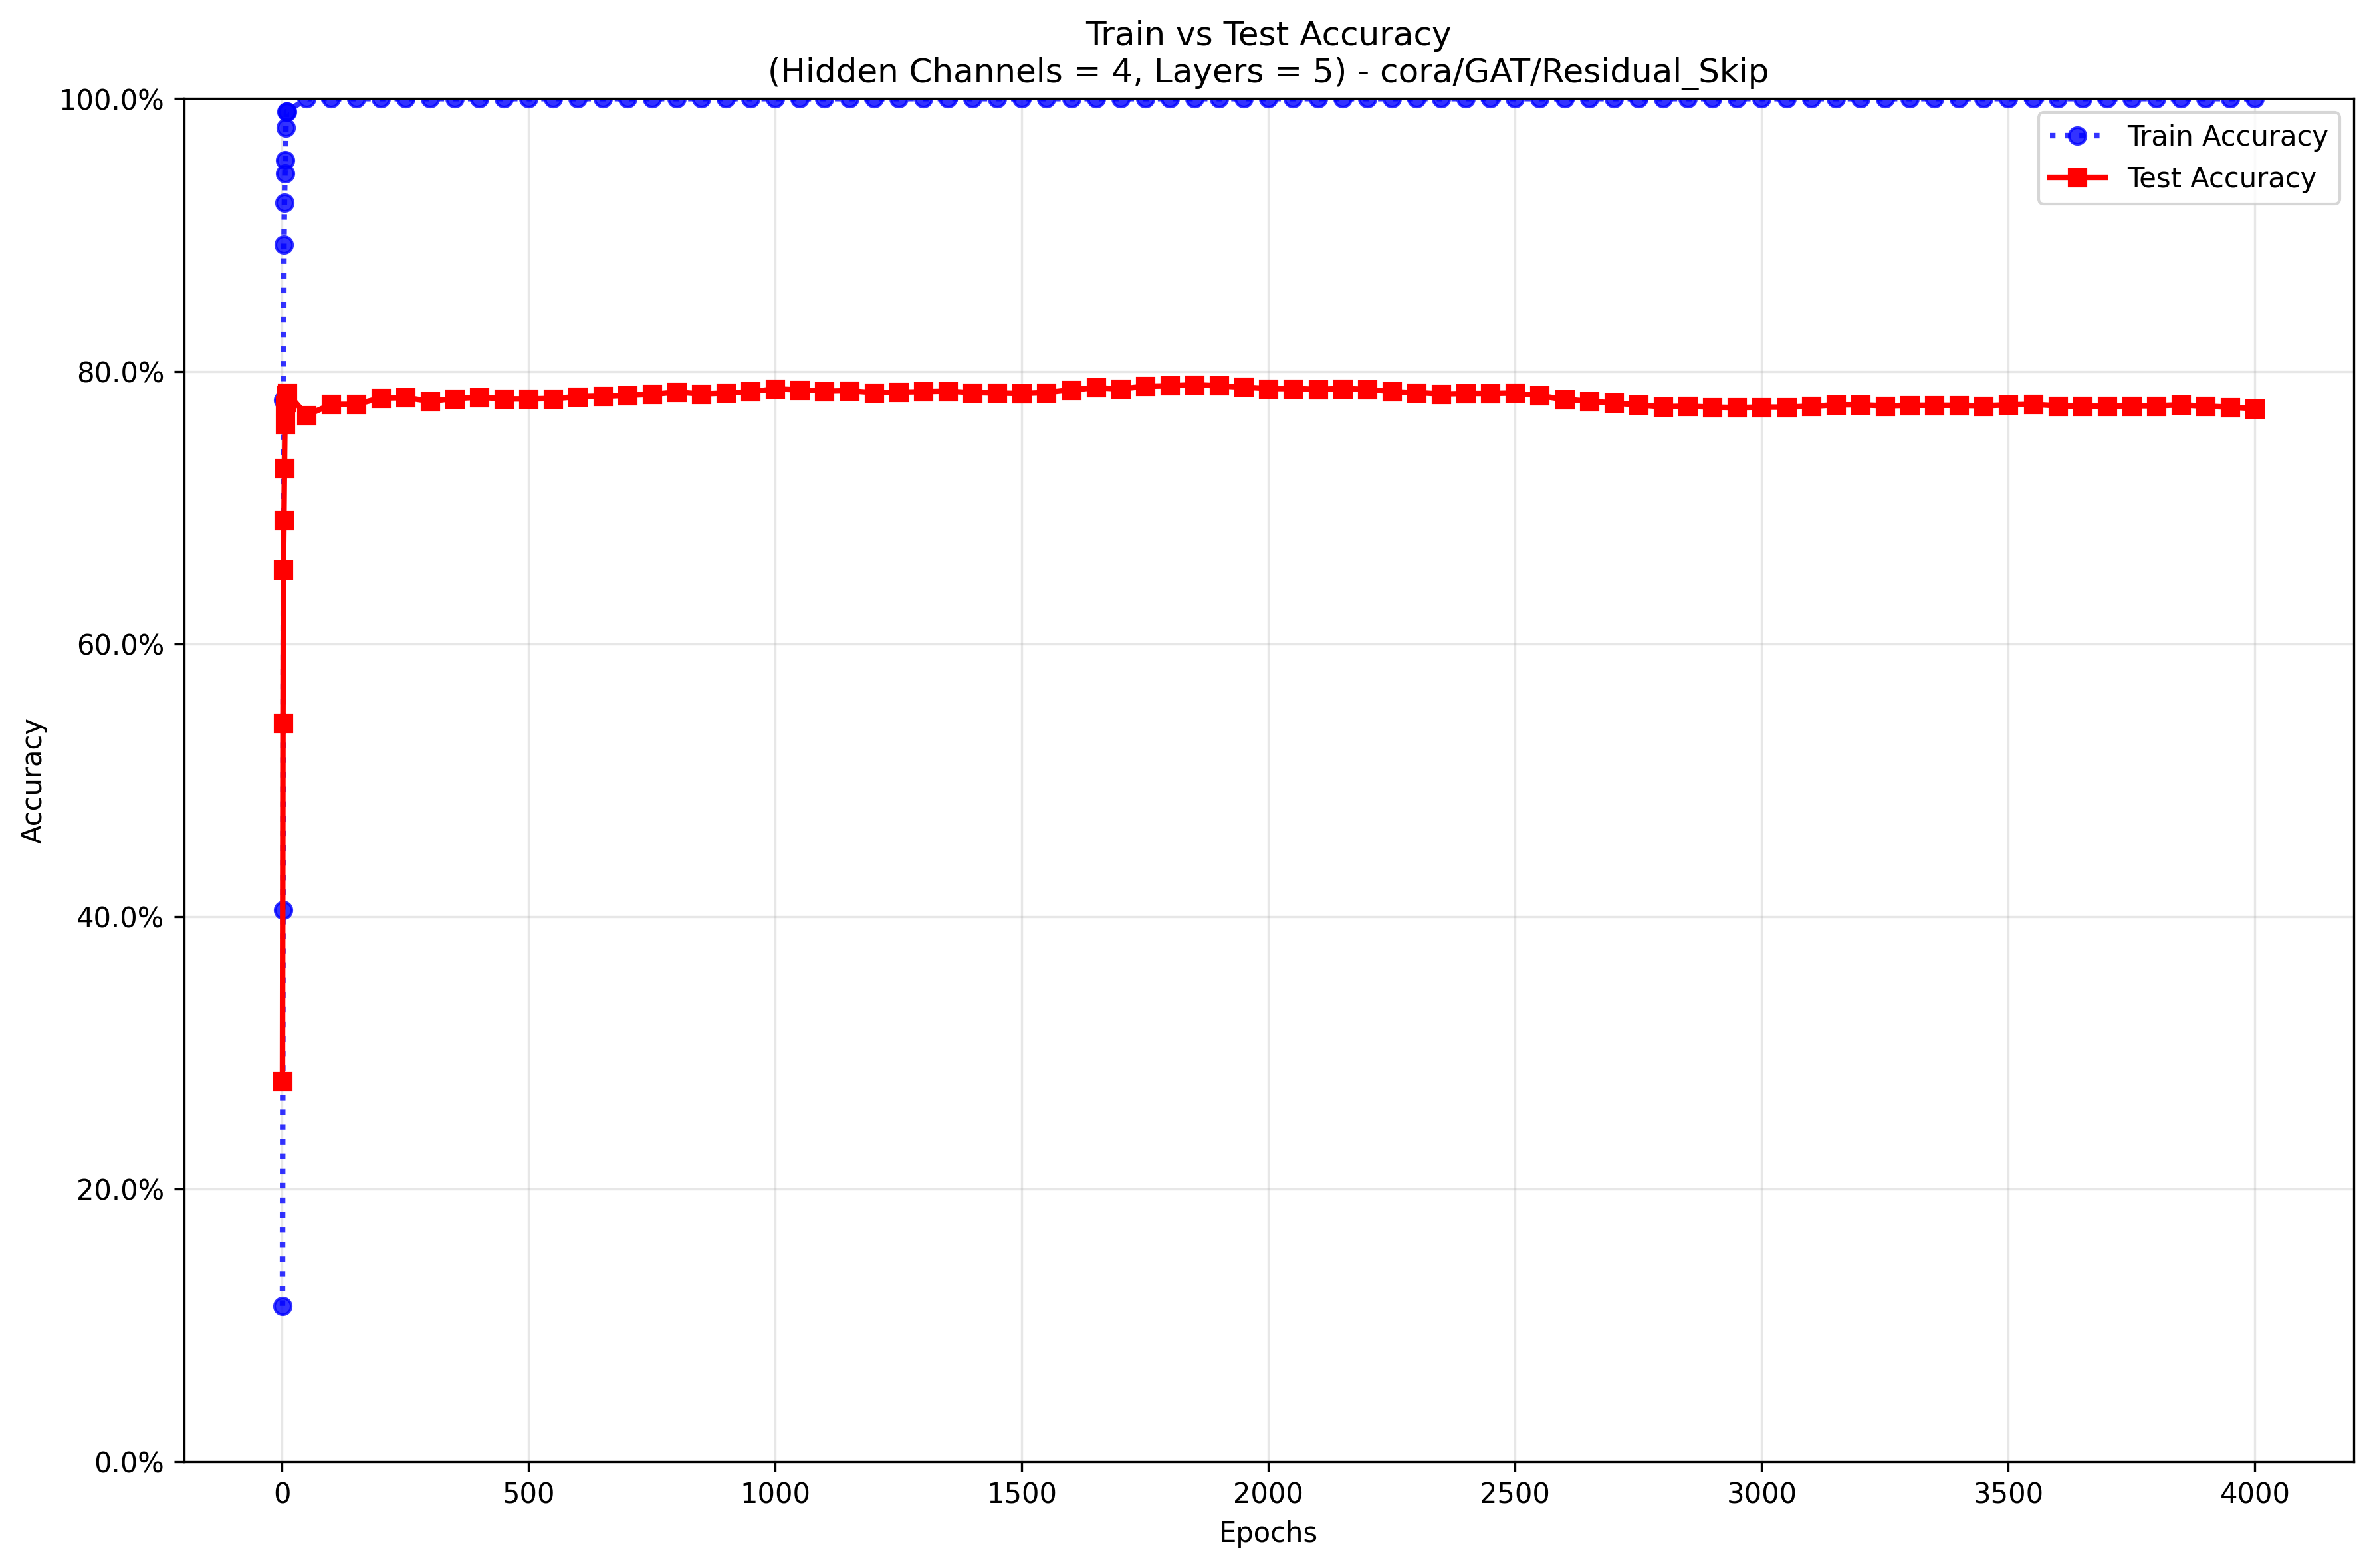 Train vs Test Accuracy
(Hidden Channels = 4, Layers = 5) - cora/GAT/Residual_Skip
100.0%
80.0%
60.0%
40.0%
20.0%
0.0%
Accuracy
Train Accuracy
Test Accuracy
0
500
1000
1500
2000
2500
3000
3500
4000
Epochs